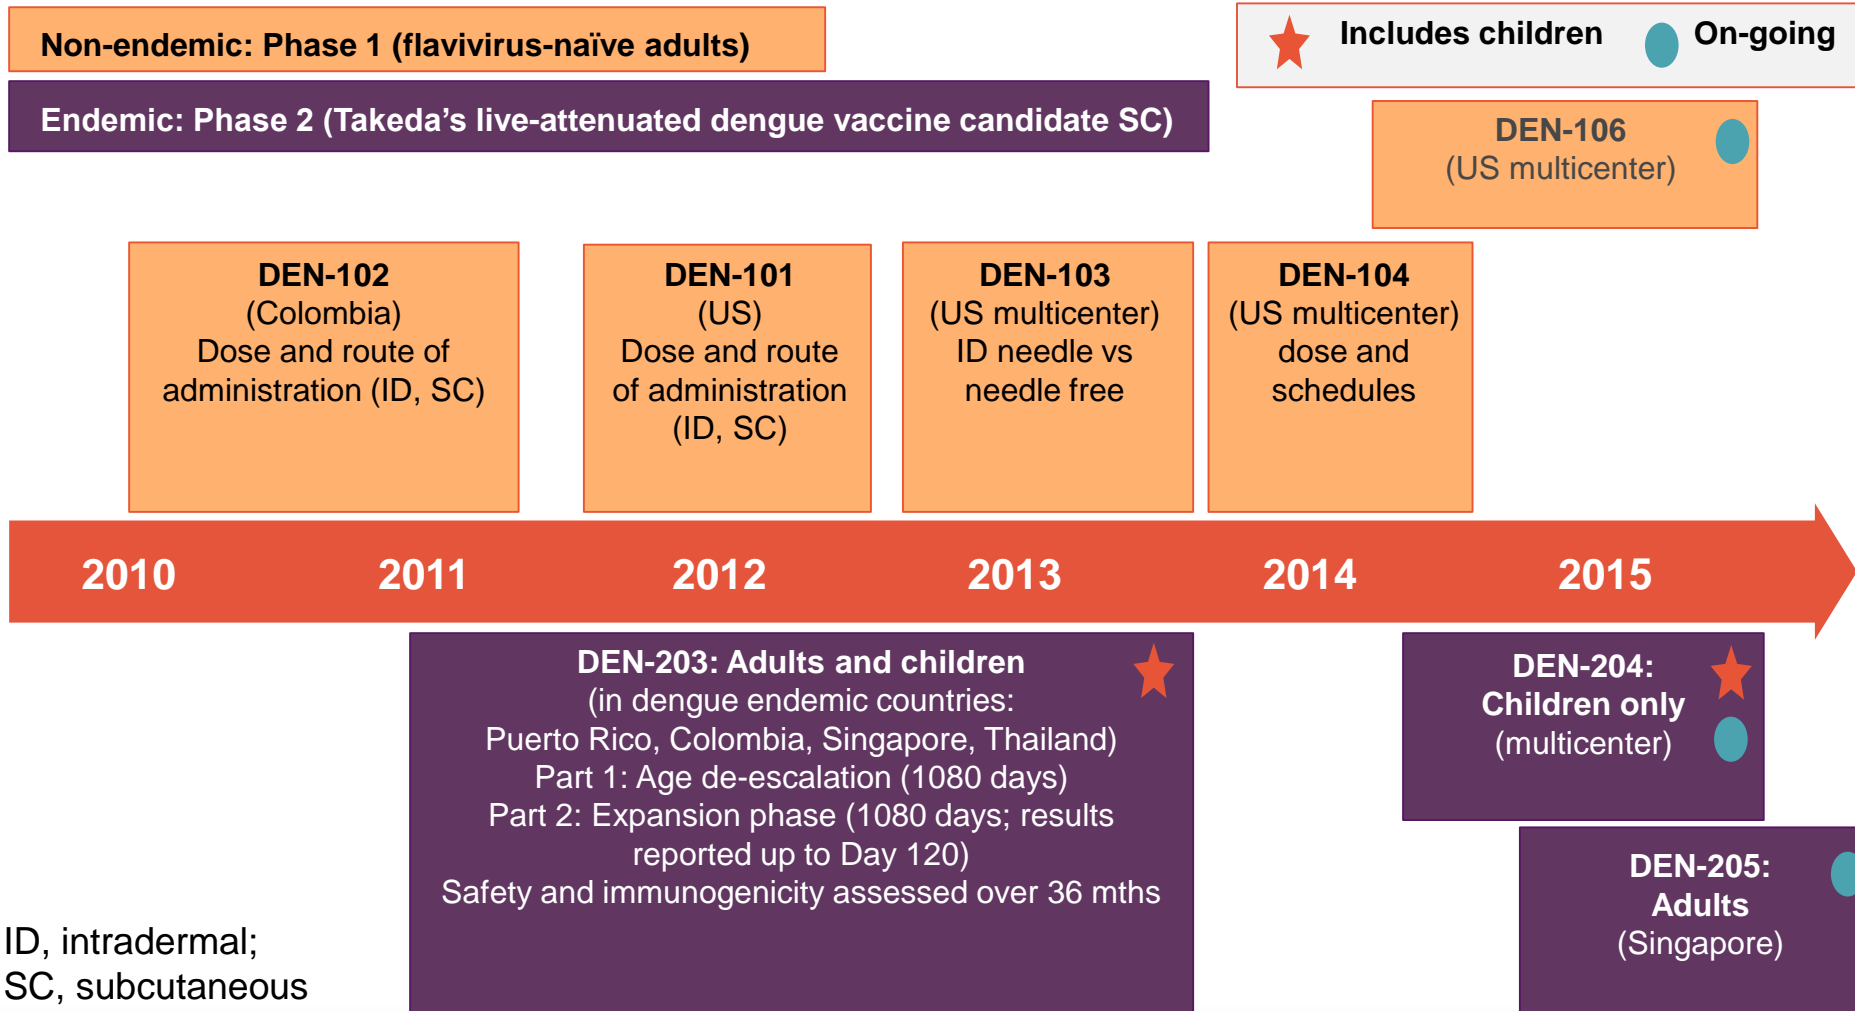 Non-endemic: Phase 1 (flavivirus-naïve adults)
Includes children
On-going
Endemic: Phase 2 (Takeda's live-attenuated dengue vaccine candidate SC)
DEN-106
(US multicenter)
DEN-102
(Colombia)
Dose and route of
administration (ID, SC)
DEN-101
(US)
Dose and route
of administration
(ID, SC)
DEN-103
(US multicenter)
ID needle vs
needle free
DEN-104
(US multicenter)
dose and
schedules
2010
2011
2012
2013
2014
2015
DEN-203: Adults and children
(in dengue endemic countries:
Puerto Rico, Colombia, Singapore, Thailand)
Part 1: Age de-escalation (1080 days)
Part 2: Expansion phase (1080 days; results
reported up to Day 120)
Safety and immunogenicity assessed over 36 mths
DEN-204:
Children only
(multicenter)
DEN-205:
Adults
(Singapore)
ID, intradermal;
SC, subcutaneous